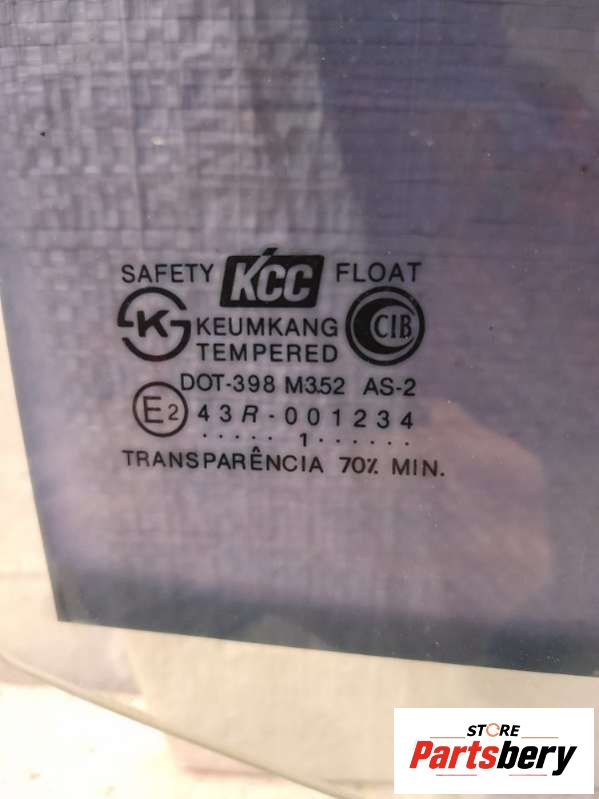 SAFETY KCC FLOAT
K KEUMKANG CIB
TEMPERED
DOT-398 M352 AS-2
E2 43R-001234
.....1......
TRANSPARÊNCIA 70% MIN.
STORE
Partsbery